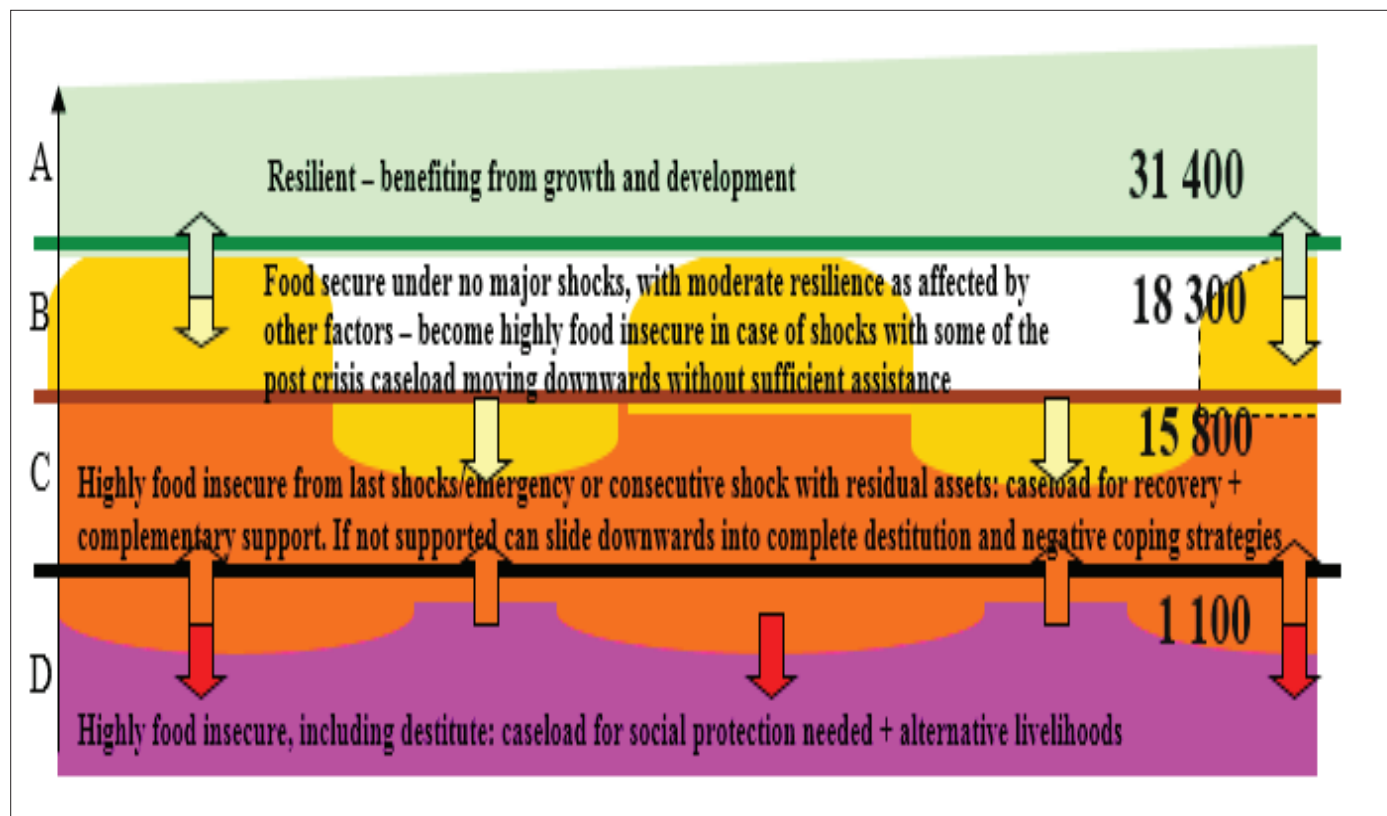 A
Resilient – benefiting from growth and development
31 400
B
Food secure under no major shocks, with moderate resilience as affected by
other factors – become highly food insecure in case of shocks with some of the
post crisis caseload moving downwards without sufficient assistance
18 300
C
15 800
Highly food insecure from last shocks/emergency or consecutive shock with residual assets: caseload for recovery +
complementary support. If not supported can slide downwards into complete destitution and negative coping strategies
D
1 100
Highly food insecure, including destitute: caseload for social protection needed + alternative livelihoods